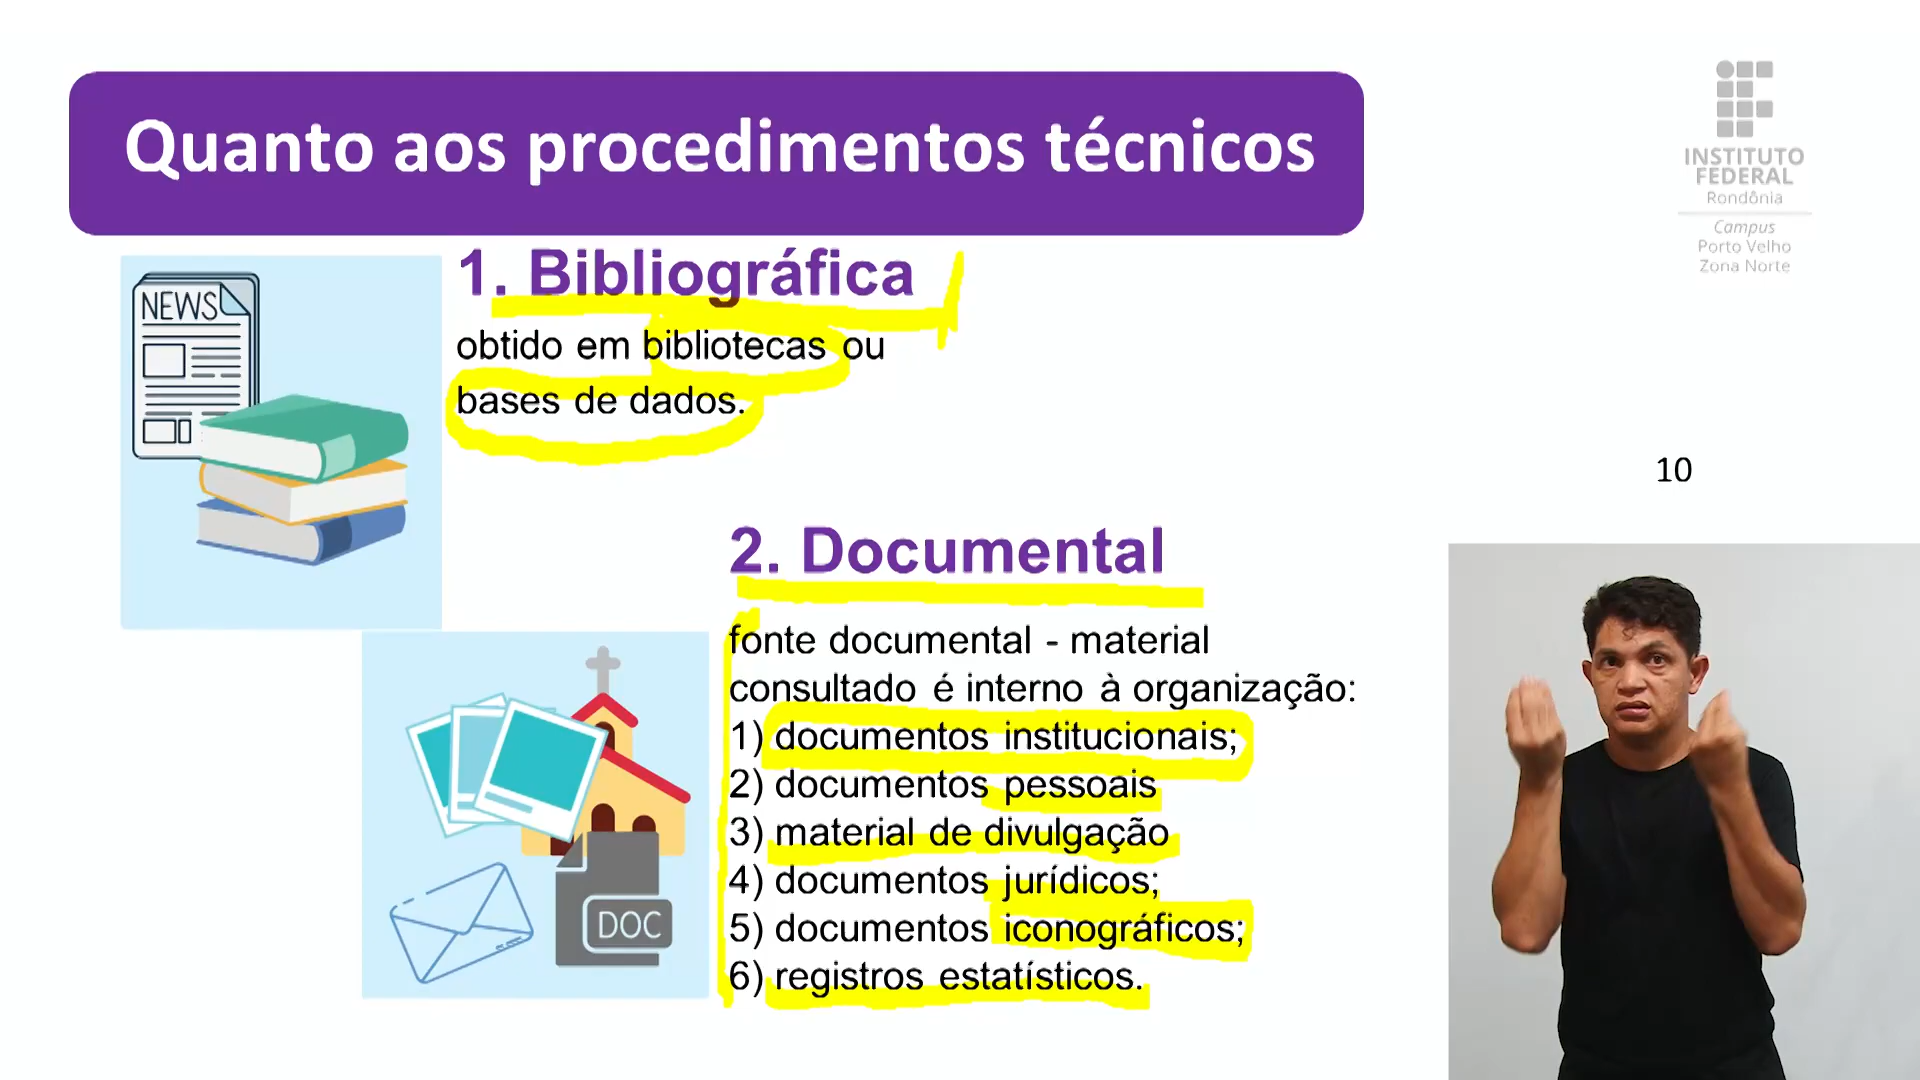 Quanto aos procedimentos técnicos
INSTITUTO
FEDERAL
Rondônia
Campus
Porto Velho
Zona Norte
NEWS
1. Bibliográfica
obtido em bibliotecas ou
bases de dados.
10
2. Documental
fonte documental - material
consultado é interno à organização:
1) documentos institucionais;
2) documentos pessoais
3) material de divulgação
4) documentos jurídicos;
5) documentos iconográficos;
6) registros estatísticos.
DOC